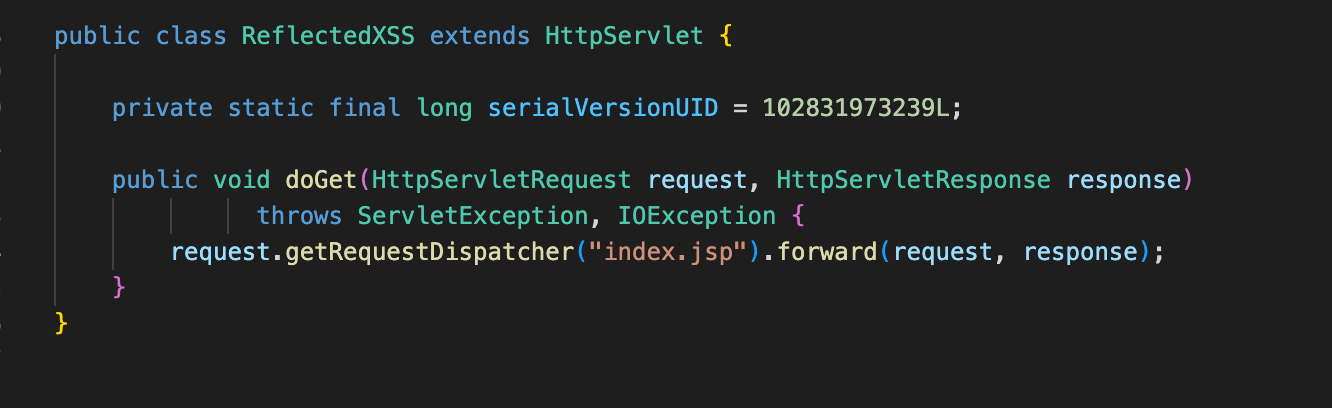 public class ReflectedXSS extends HttpServlet {
private static final long serialVersionUID = 102831973239L;
public void doGet(HttpServletRequest request, HttpServletResponse response)
throws ServletException, IOException {
request.getRequestDispatcher("index.jsp").forward(request, response);
}
}